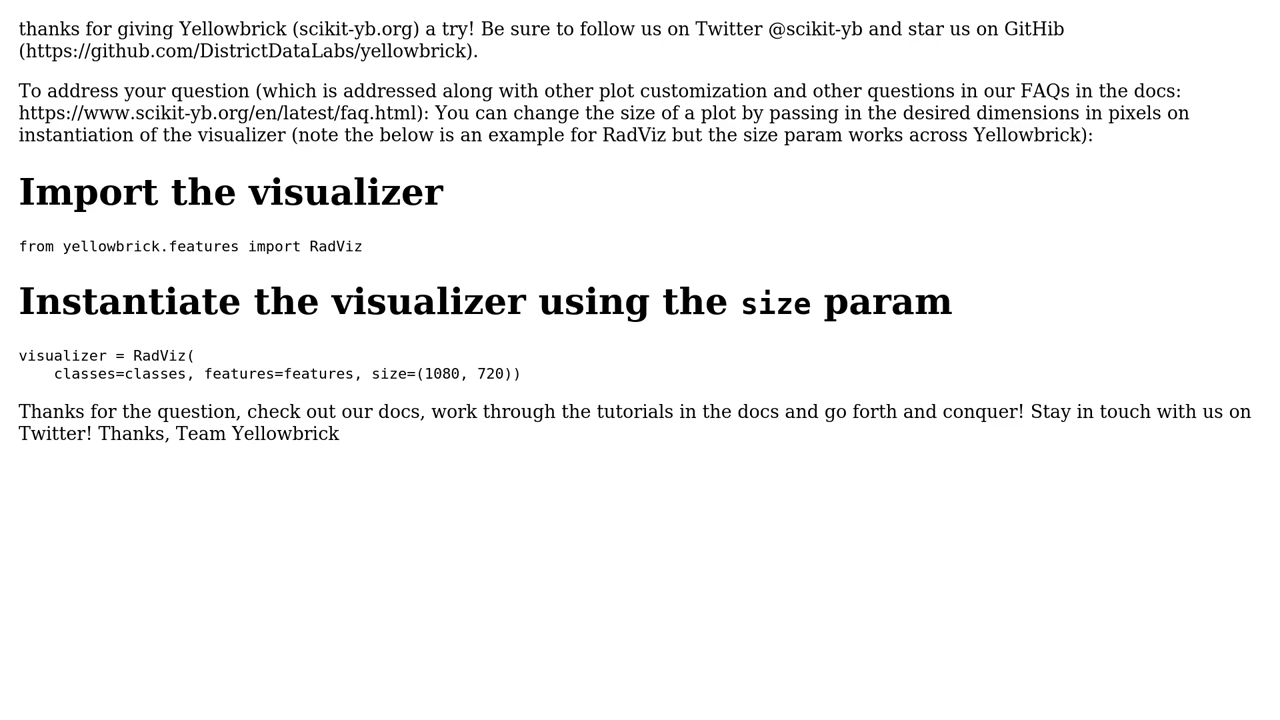 thanks for giving Yellowbrick (scikit-yb.org) a try! Be sure to follow us on Twitter @scikit-yb and star us on GitHib
(https://github.com/DistrictDataLabs/yellowbrick).
To address your question (which is addressed along with other plot customization and other questions in our FAQs in the docs:
https://www.scikit-yb.org/en/latest/faq.html): You can change the size of a plot by passing in the desired dimensions in pixels on
instantiation of the visualizer (note the below is an example for RadViz but the size param works across Yellowbrick):
Import the visualizer
from yellowbrick.features import RadViz
Instantiate the visualizer using the size param
visualizer = RadViz(
    classes=classes, features=features, size=(1080, 720))
Thanks for the question, check out our docs, work through the tutorials in the docs and go forth and conquer! Stay in touch with us on
Twitter! Thanks, Team Yellowbrick